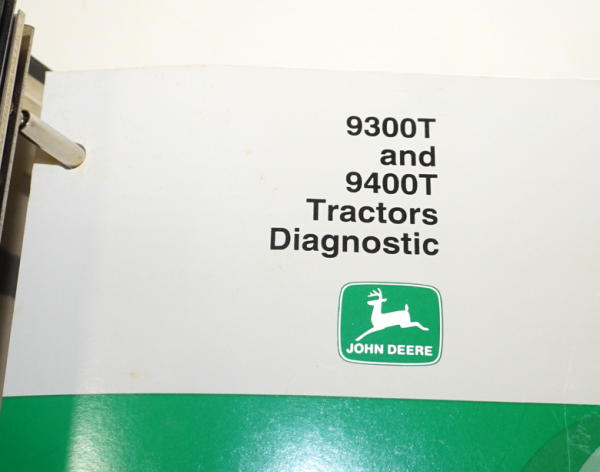 9300T
and
9400T
Tractors
Diagnostic
JOHN DEERE